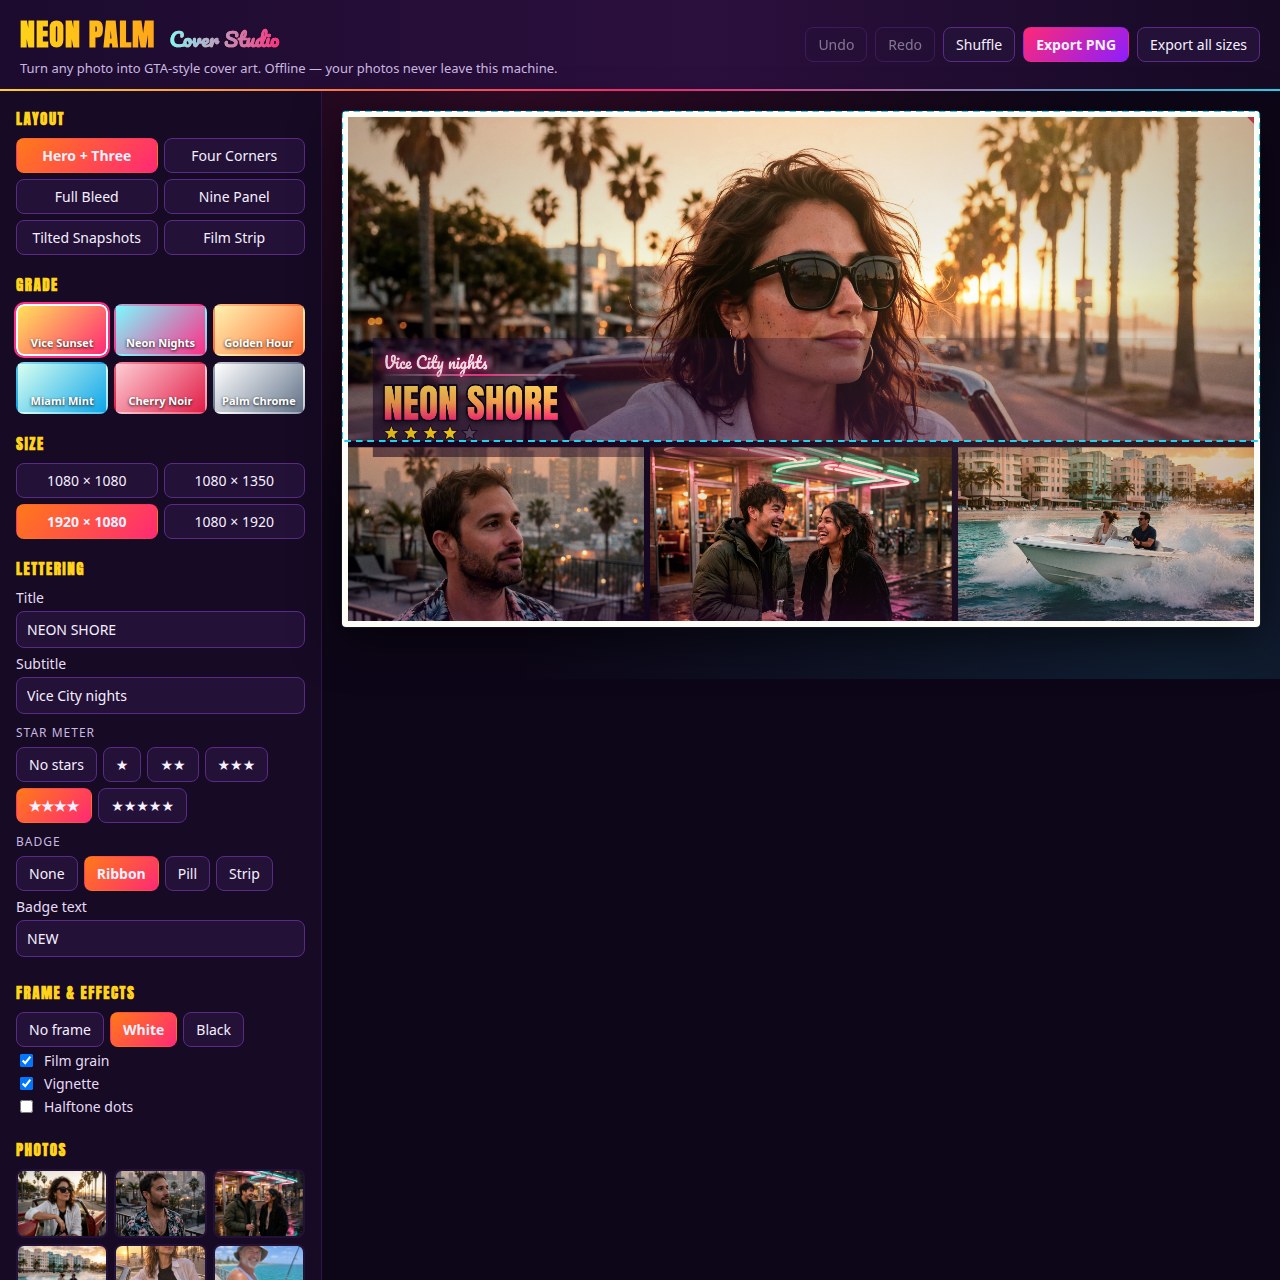 NEON PALM Cover Studio
Turn any photo into GTA-style cover art. Offline — your photos never leave this machine.
Undo Redo Shuffle Export PNG Export all sizes
LAYOUT
Hero + Three Four Corners
Full Bleed Nine Panel
Tilted Snapshots Film Strip
GRADE
Vice Sunset Neon Nights Golden Hour
Miami Mint Cherry Noir Palm Chrome
SIZE
1080 × 1080 1080 × 1350
1920 × 1080 1080 × 1920
LETTERING
Title
NEON SHORE
Subtitle
Vice City nights
STAR METER
No stars ★ ★★ ★★★
★★★★ ★★★★★
BADGE
None Ribbon Pill Strip
Badge text
NEW
FRAME & EFFECTS
No frame White Black
Film grain
Vignette
Halftone dots
PHOTOS
Vice City nights
NEON SHORE
★★★★★